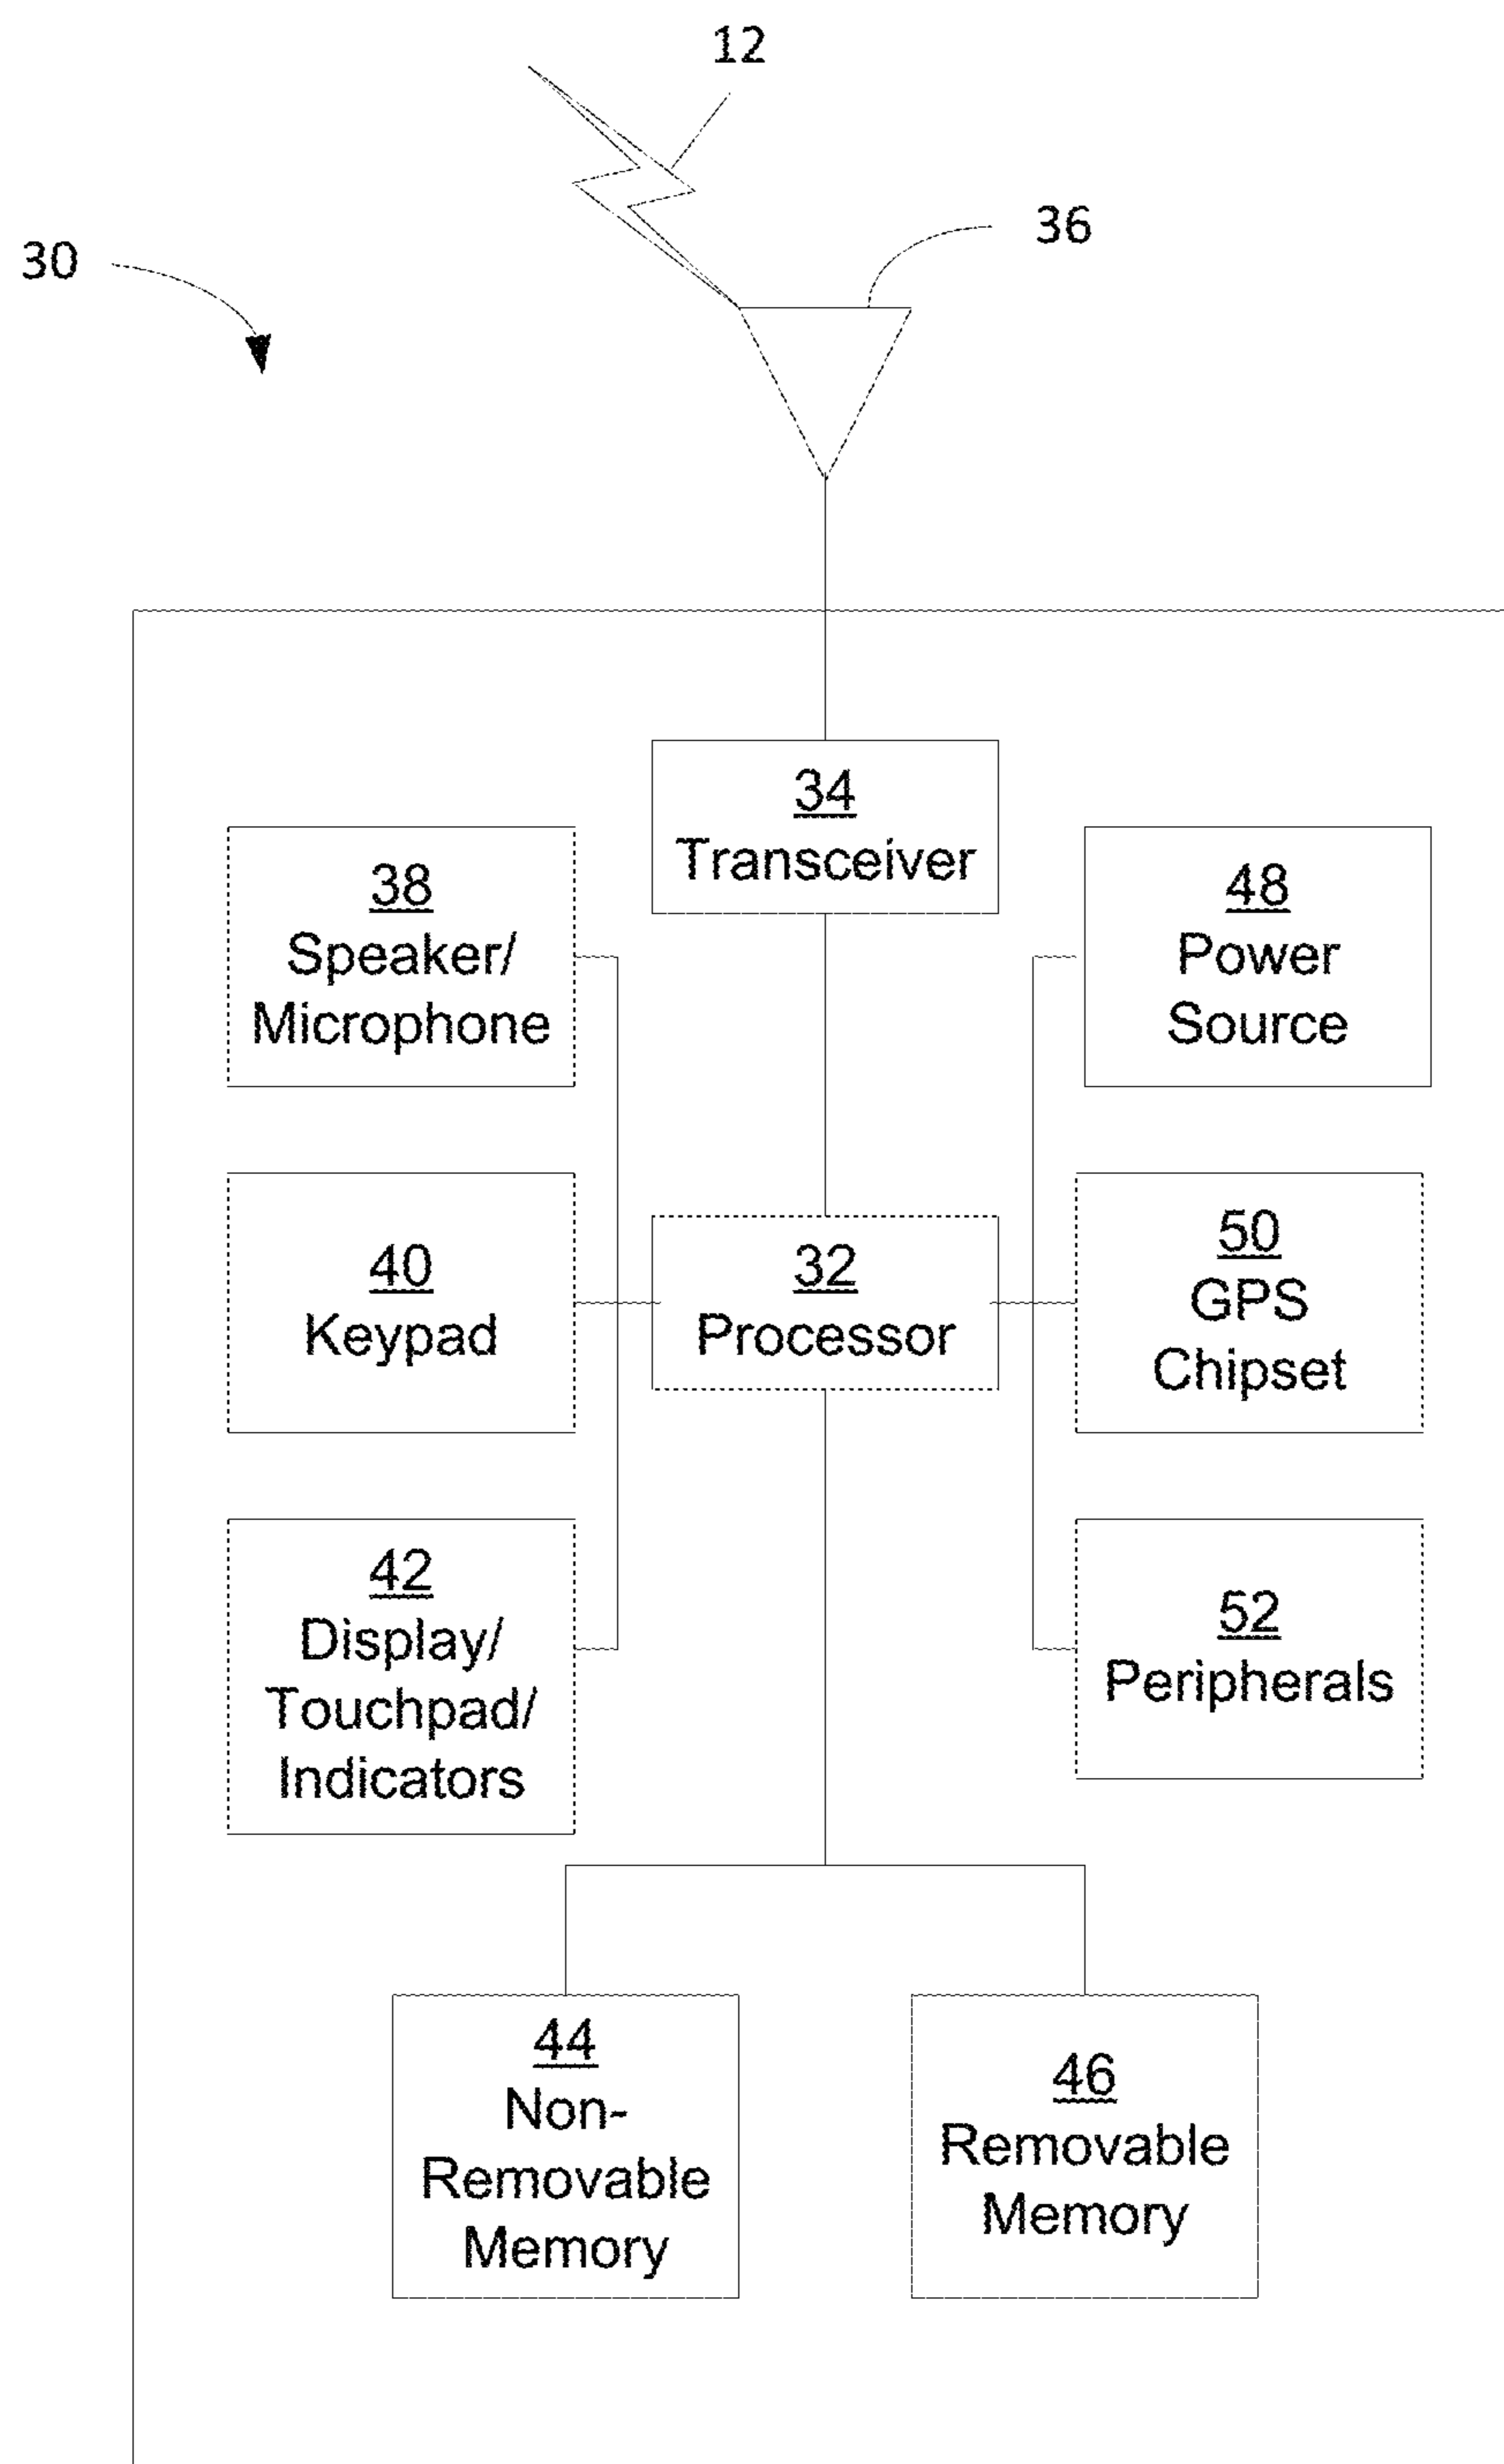 12
36
30
34
Transceiver
38
Speaker/
Microphone
48
Power
Source
40
Keypad
32
Processor
50
GPS
Chipset
42
Display/
Touchpad/
Indicators
52
Peripherals
44
Non-
Removable
Memory
46
Removable
Memory